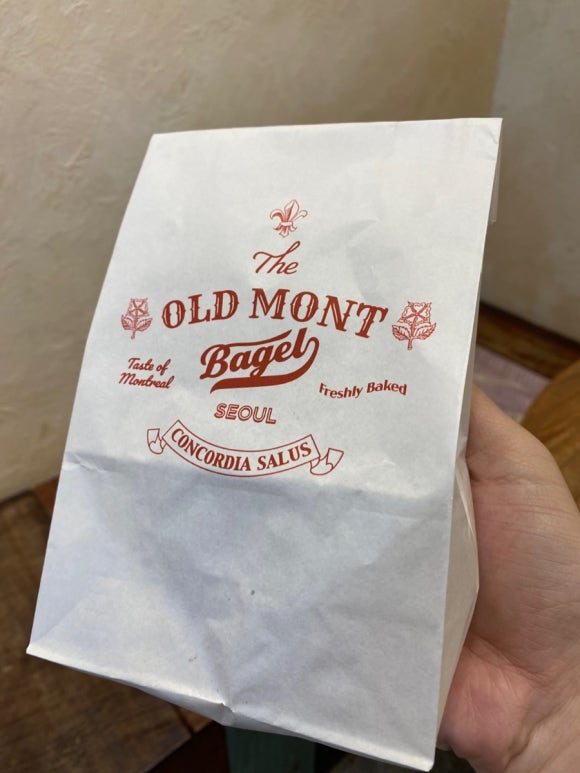 The
OLD MONT
Bagel
Taste of
Montreal
Freshly Baked
SEOUL
CONCORDIA SALUS